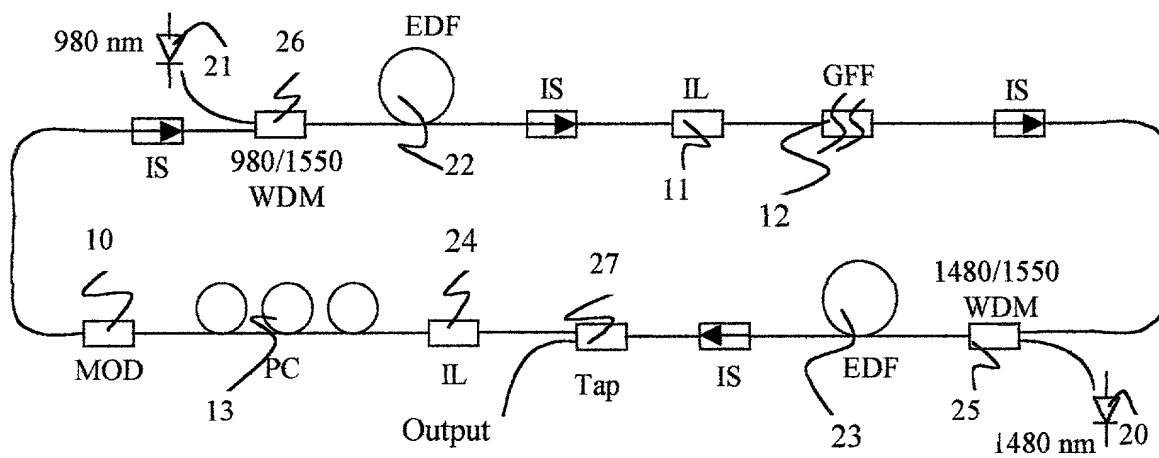 980 nm
21
26
EDF
IS
IL
GFF
IS
IS
980/1550
WDM
22
11
12
10
24
27
1480/1550
WDM
MOD
13
PC
IL
Output
Tap
IS
23
EDF
25
1480 nm
20